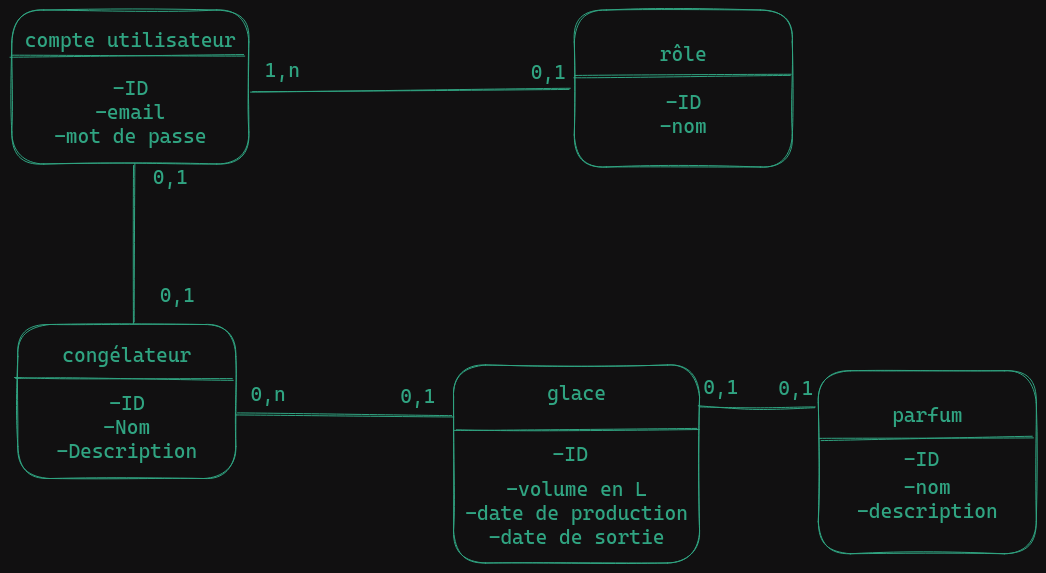 compte utilisateur
-ID
-email
-mot de passe
1,n
0,1
rôle
-ID
-nom
0,1
0,1
congélateur
-ID
-Nom
-Description
0,n
0,1
glace
-ID
-volume en L
-date de production
-date de sortie
0,1
0,1
parfum
-ID
-nom
-description